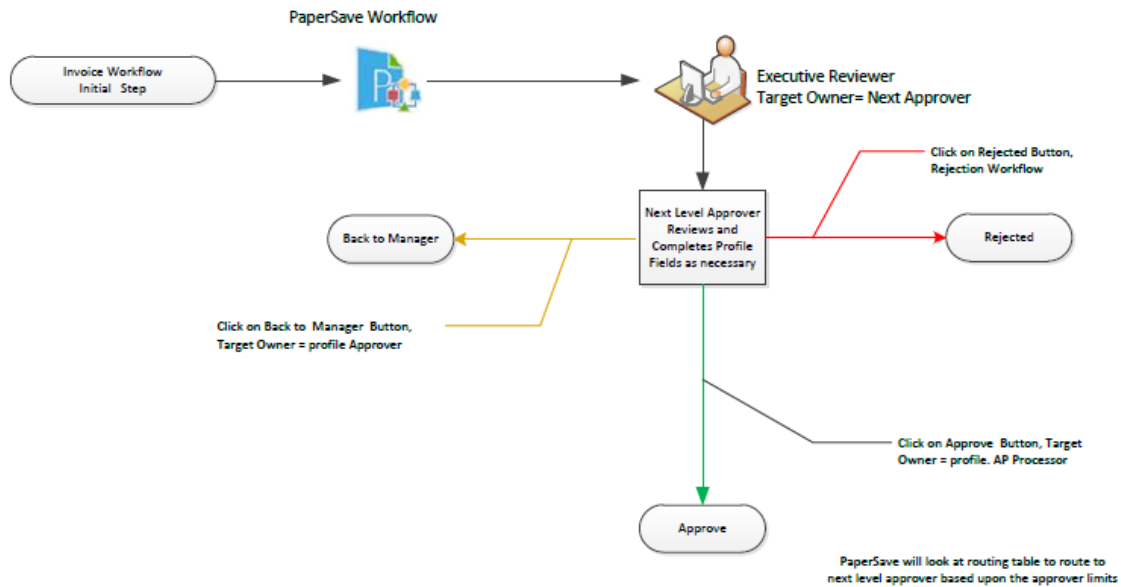 PaperSave Workflow
Invoice Workflow
Initial Step
P
Executive Reviewer
Target Owner= Next Approver
Click on Rejected Button,
Rejection Workflow
Next Level Approver
Reviews and
Completes Profile
Fields as necessary
Back to Manager
Rejected
Click on Back to Manager Button,
Target Owner = profile Approver
Click on Approve Button, Target
Owner = profile. AP Processor
Approve
PaperSave will look at routing table to route to
next level approver based upon the approver limits